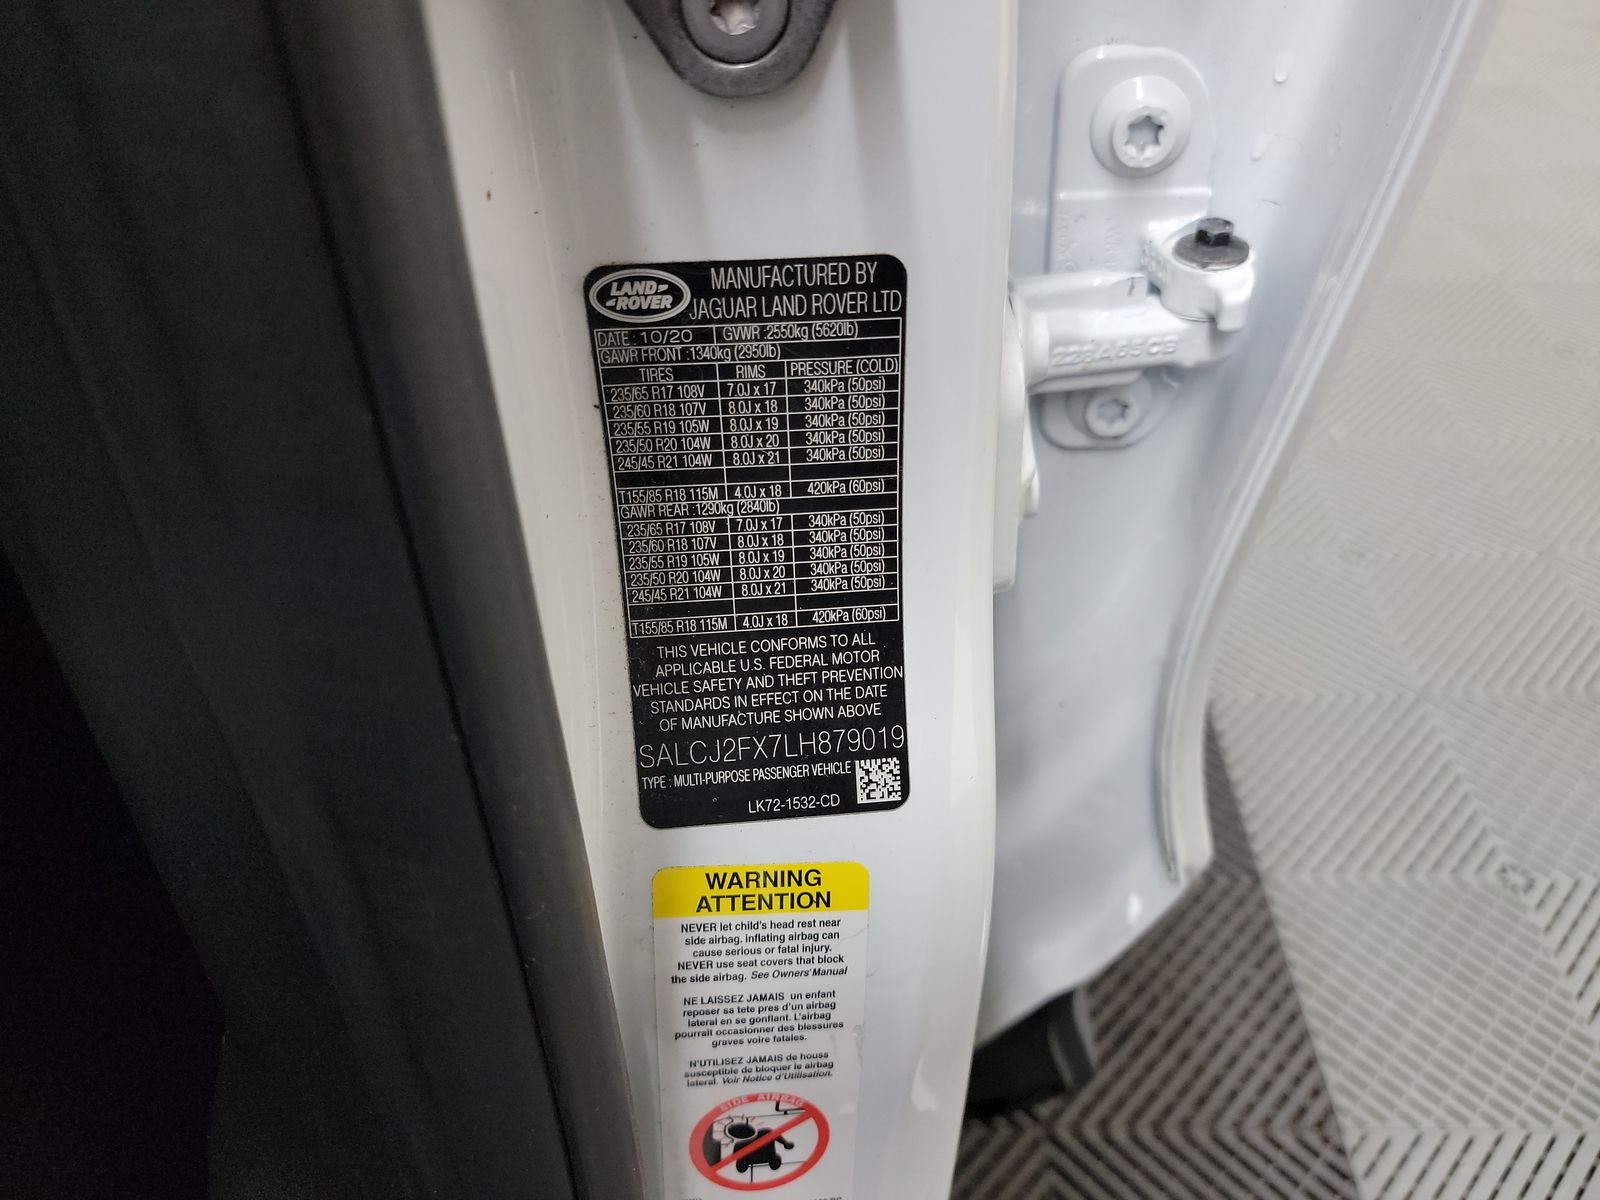 LAND-
-ROVER
MANUFACTURED BY
JAGUAR LAND ROVER LTD
DATE : 10/20 GVWR :2550kg (5620lb)
GAWR FRONT :1340kg (2950lb)
TIRES RIMS PRESSURE (COLD)
235/65 R17 108V 7.0J x 17 340kPa (50psi)
235/60 R18 107V 8.0J x 18 340kPa (50psi)
235/55 R19 105W 8.0J x 19 340kPa (50psi)
235/50 R20 104W 8.0J x 20 340kPa (50psi)
245/45 R21 104W 8.0J x 21 340kPa (50psi)
T155/85 R18 115M 4.0J x 18 420kPa (60psi)
GAWR REAR :1290kg (2840lb)
235/65 R17 108V 7.0J x 17 340kPa (50psi)
235/60 R18 107V 8.0J x 18 340kPa (50psi)
235/55 R19 105W 8.0J x 19 340kPa (50psi)
235/50 R20 104W 8.0J x 20 340kPa (50psi)
245/45 R21 104W 8.0J x 21 340kPa (50psi)
T155/85 R18 115M 4.0J x 18 420kPa (60psi)
THIS VEHICLE CONFORMS TO ALL
APPLICABLE U.S. FEDERAL MOTOR
VEHICLE SAFETY AND THEFT PREVENTION
STANDARDS IN EFFECT ON THE DATE
OF MANUFACTURE SHOWN ABOVE
SALCJ2FX7LH879019
TYPE : MULTI-PURPOSE PASSENGER VEHICLE
LK72-1532-CD
WARNING
ATTENTION
NEVER let child's head rest near
side airbag. inflating airbag can
cause serious or fatal injury.
NEVER use seat covers that block
the side airbag. See Owners' Manual
NE LAISSEZ JAMAIS un enfant
reposer sa tete pres d'un airbag
lateral en se gonflant. L'airbag
pourrait occasionner des blessures
graves voire fatales.
N'UTILISEZ JAMAIS de houss
susceptible de bloquer le airbag
lateral. Voir Notice d'Utilisation.
SIDE AIRBAG